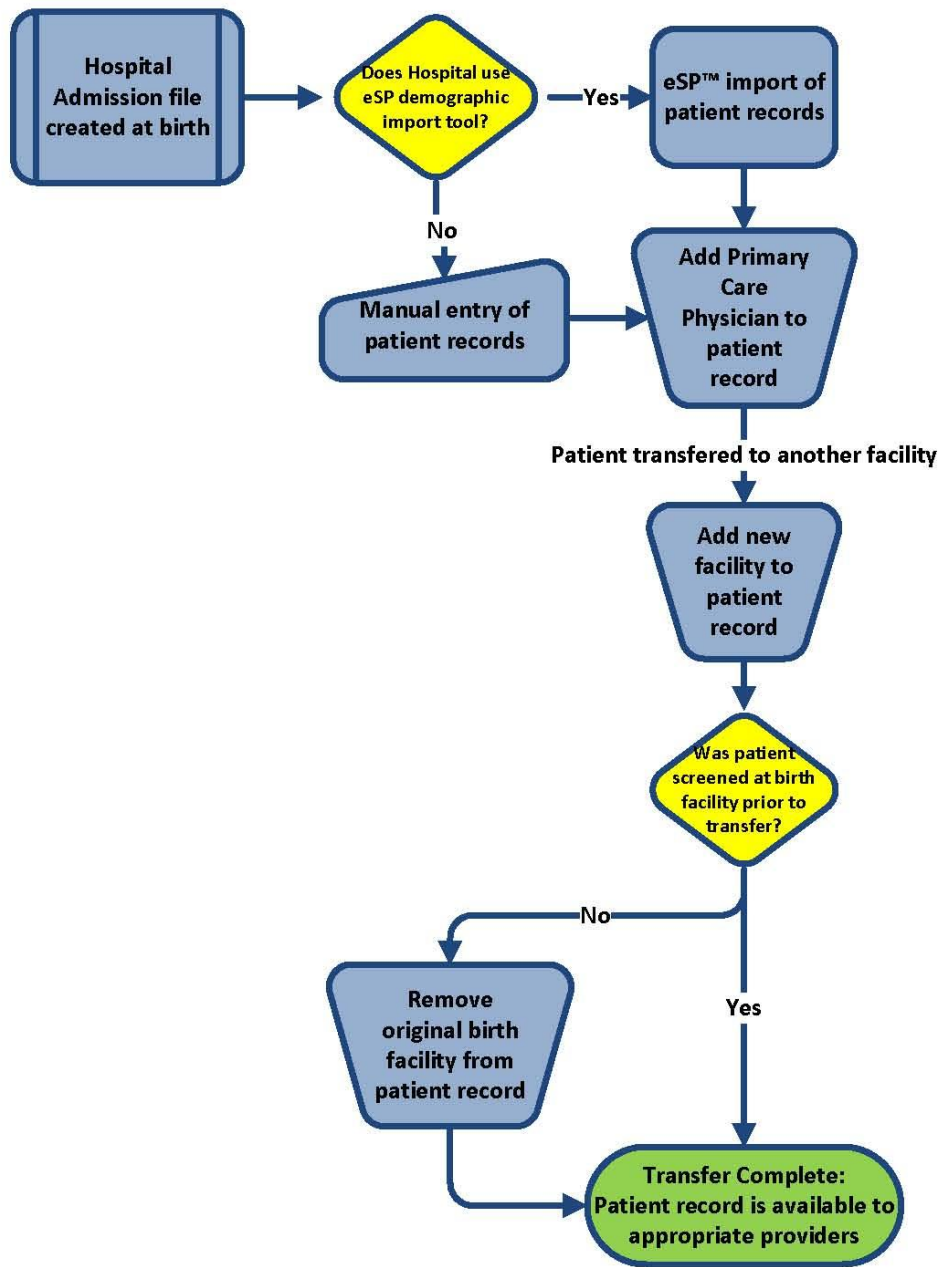 Hospital
Admission file
created at birth
Does Hospital use
eSP demographic
import tool?
Yes
eSP™ import of
patient records
No
Manual entry of
patient records
Add Primary
Care
Physician to
patient
record
Patient transfered to another facility
Add new
facility to
patient
record
Was patient
screened at birth
facility prior to
transfer?
No
Remove
original birth
facility from
patient record
Yes
Transfer Complete:
Patient record is available to
appropriate providers